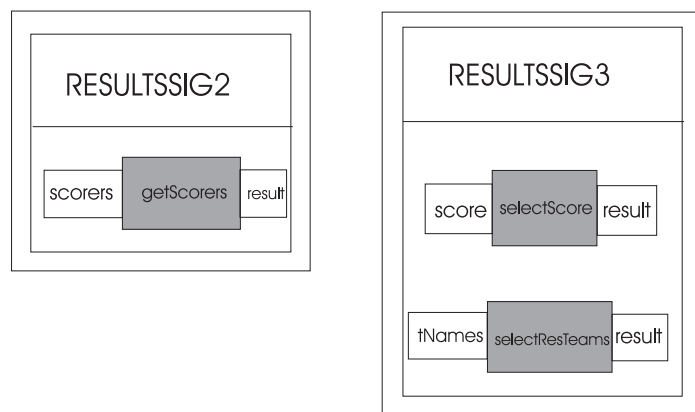 RESULTSSIG2
scorers getScorers result
RESULTSSIG3
score selectScore result
tNames selectResTeams result